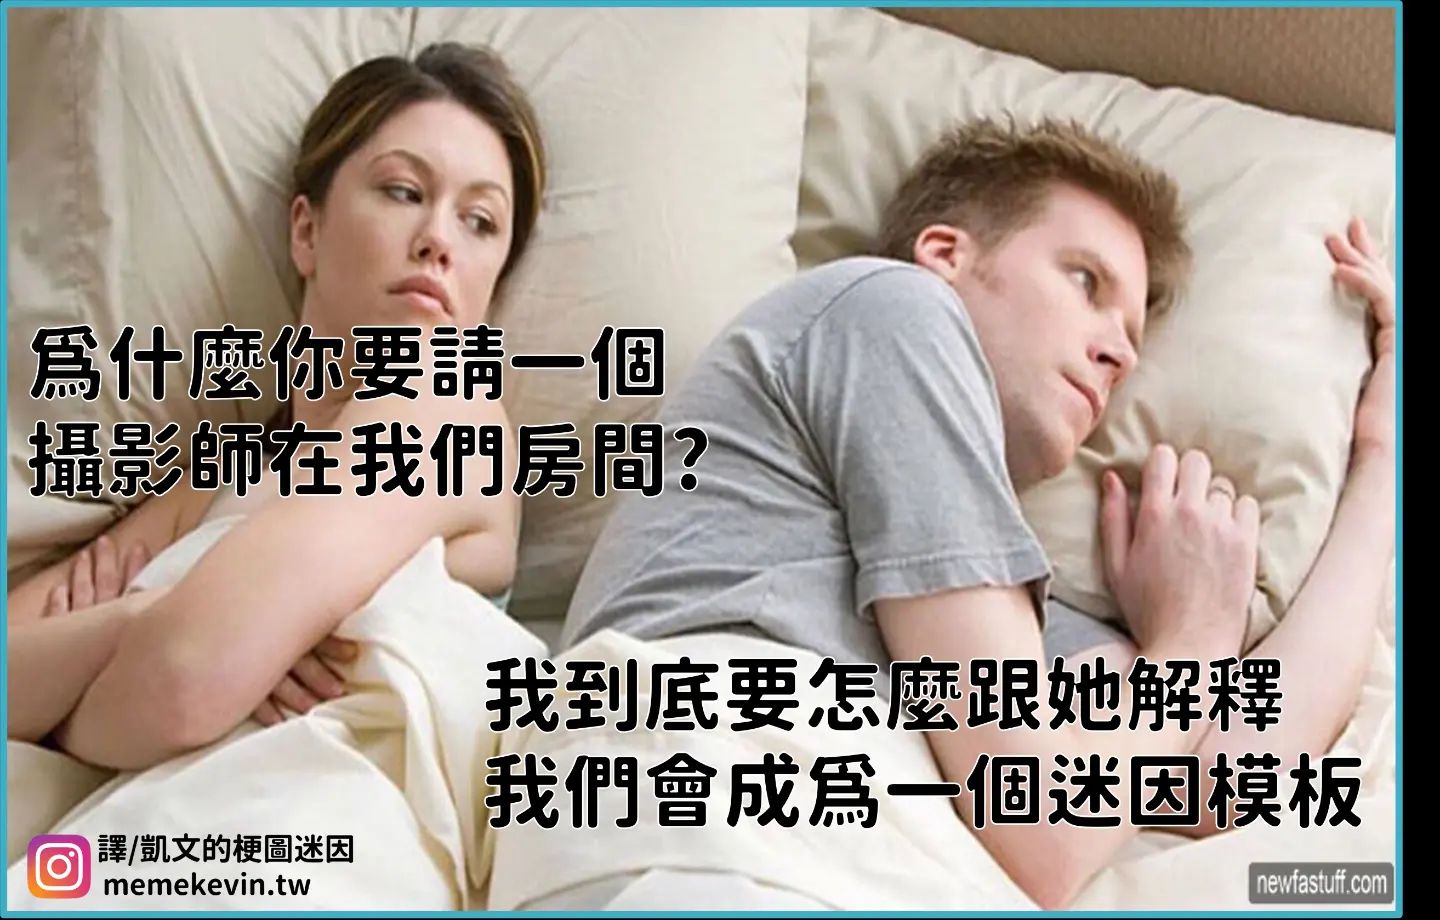 爲什麼你要請一個
攝影師在我們房間?
我到底要怎麼跟她解釋
我們會成爲一個迷因模板
譯/凱文的梗圖迷因
memekevin.tw
newfastuff.com